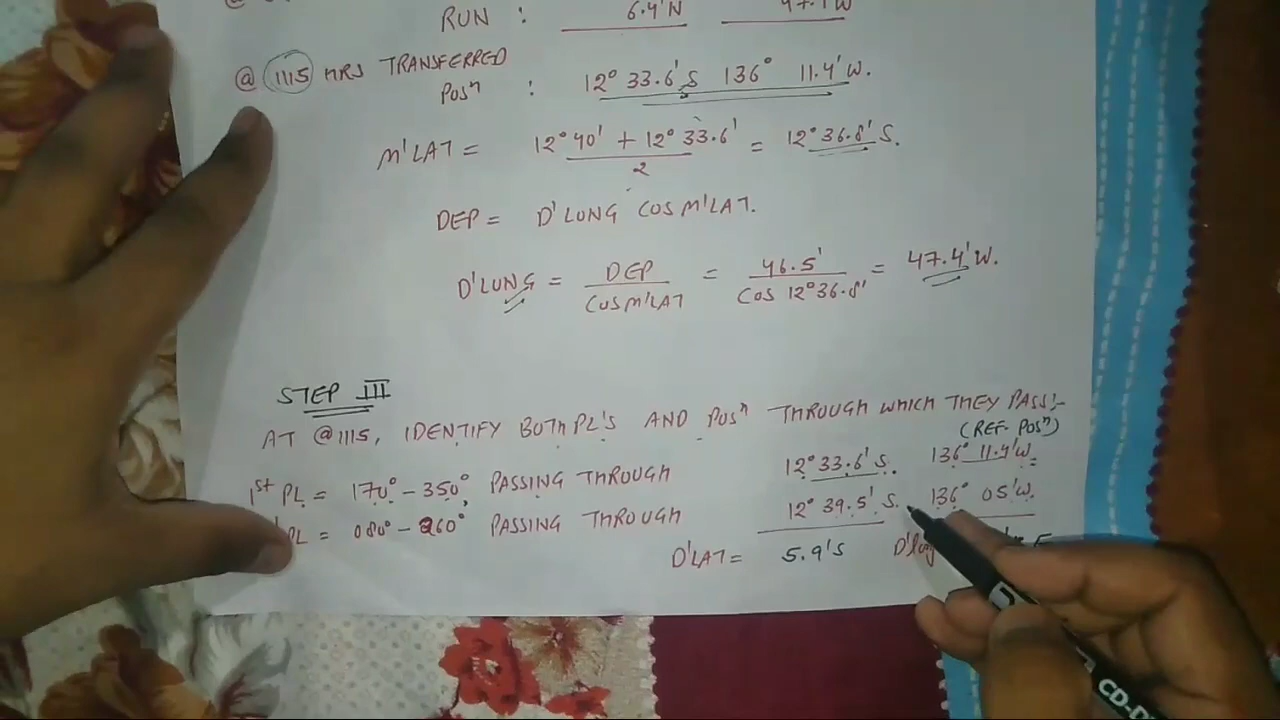 RUN : 6.4'N 47.4'W
@ 1115 HRS TRANSFERRED
POSⁿ : 12° 33.6'S 136° 11.4'W.
M'LAT = 12°40' + 12°33.6' / 2 = 12°36.8' S.
DEP = D'LONG COS M'LAT.
D'LONG = DEP / COS M'LAT = 46.5' / COS 12°36.8' = 47.4'W.
STEP III
AT @1115, IDENTIFY BOTH PL'S AND POSⁿ THROUGH WHICH THEY PASS:-
(REF. POSⁿ)
1ST PL = 170° - 350°, PASSING THROUGH 12° 33.6' S. 136° 11.4'W.
PL = 080° - 260° PASSING THROUGH 12° 39.5' S. 136° 05'W.
D'LAT = 5.9'S D'long
CD-D